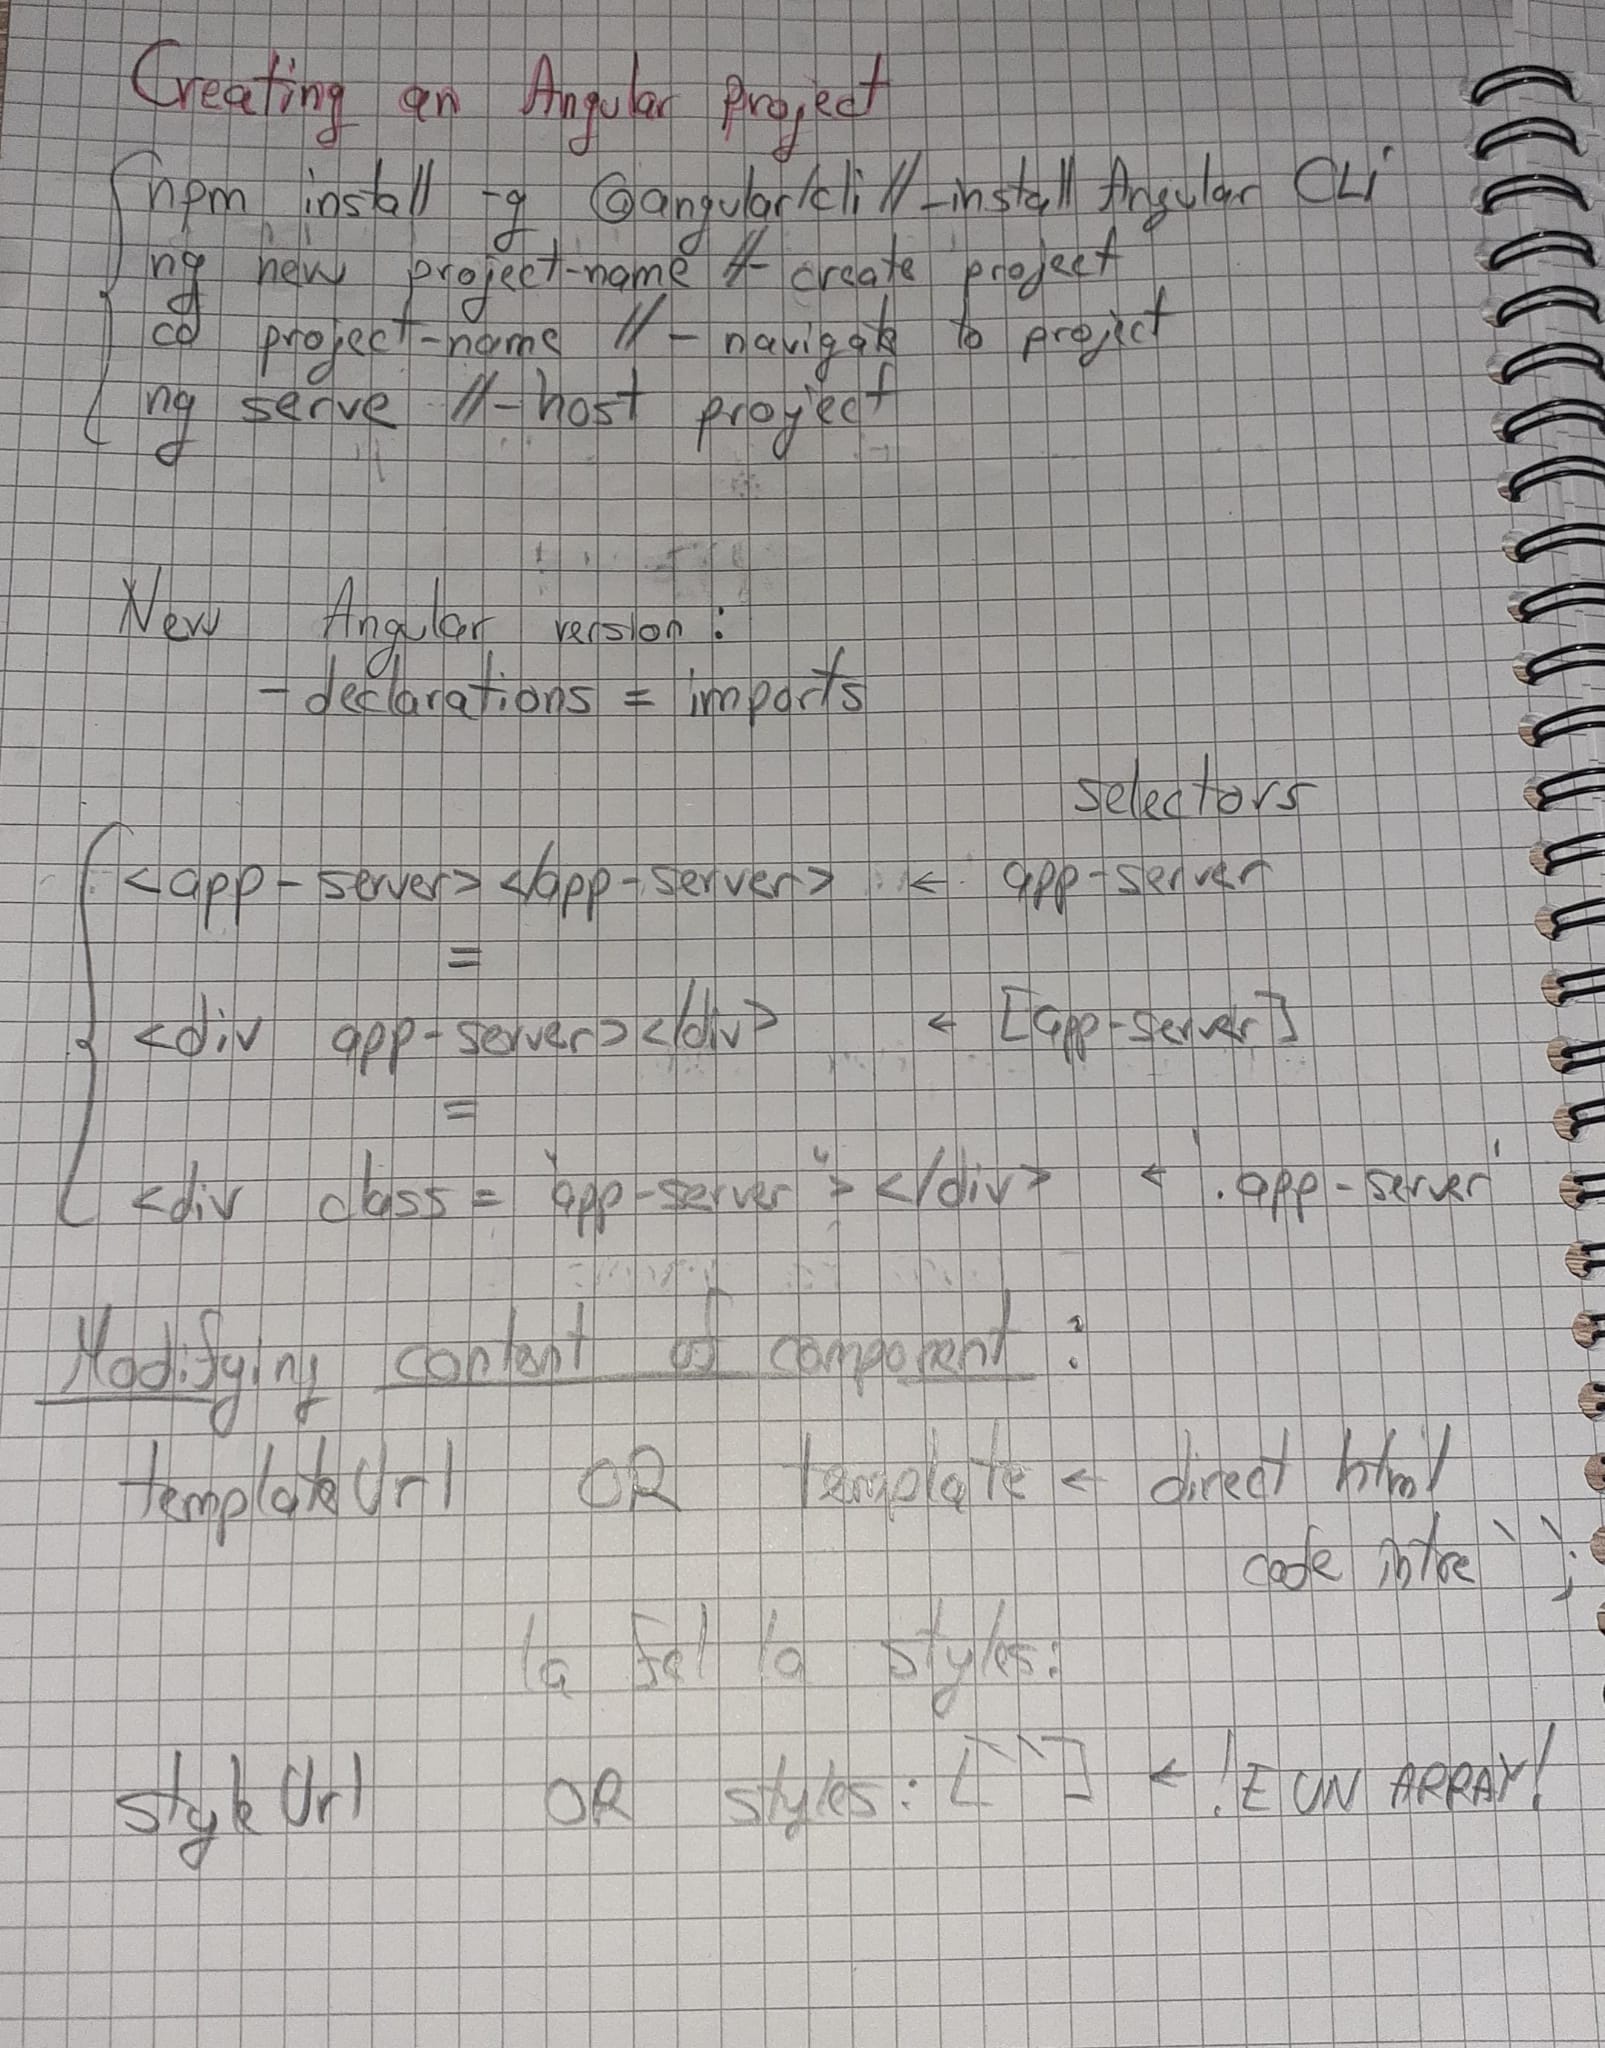 Creating an Angular Project
npm install -g @angular/cli // - install Angular CLi
ng new project-name // - create project
cd project-name // - navigate to project
ng serve // - host proyect
New Angular version:
- declarations = imports
selectors
<app-server></app-server> ← app-server
=
<div app-server></div> ← [app-server]
=
<div class = "app-server"></div> ← '.app-server'
Modifying content of component:
templateUrl OR template ← direct html
code intre ``;
la fel la styles:
styleUrl OR styles: [``] ← !E UN ARRAY!